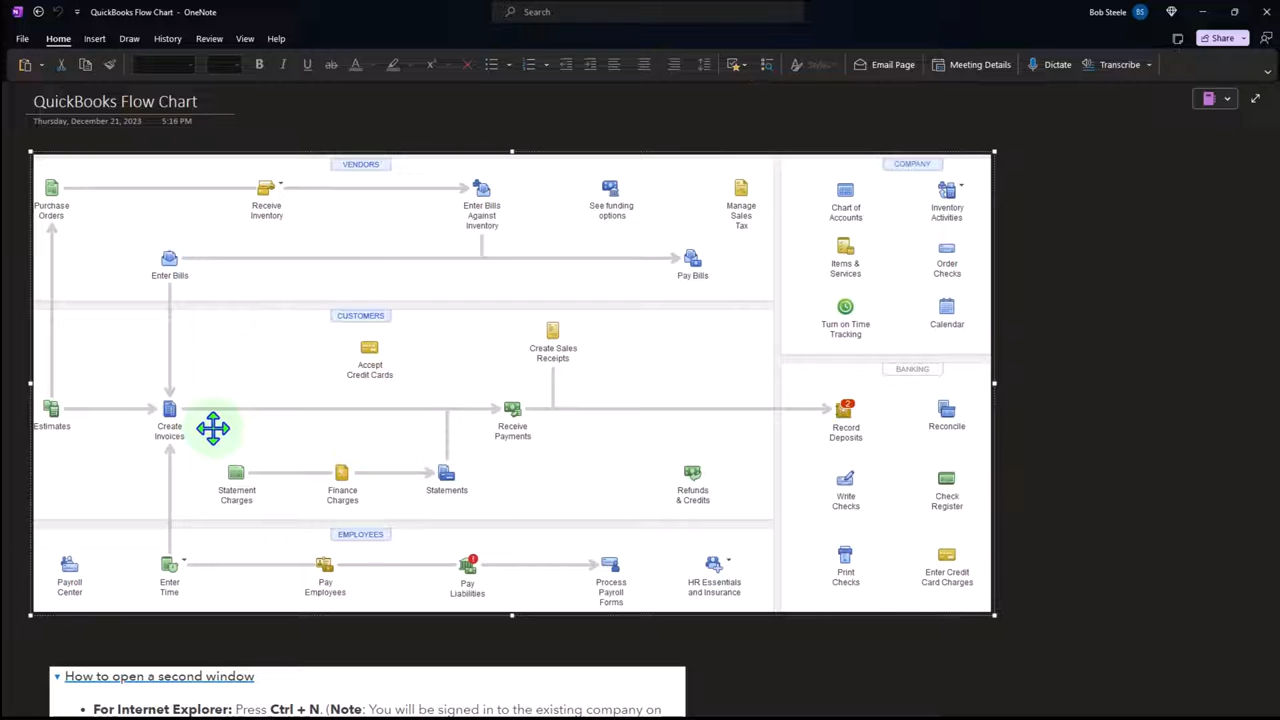 QuickBooks Flow Chart - OneNote
Search
Bob Steele
BS
File
Home
Insert
Draw
History
Review
View
Help
Share
Email Page
Meeting Details
Dictate
Transcribe
QuickBooks Flow Chart
Thursday, December 21, 2023
5:16 PM
VENDORS
Purchase
Orders
Receive
Inventory
Enter Bills
Against
Inventory
See funding
options
Manage
Sales
Tax
Enter Bills
Pay Bills
CUSTOMERS
Accept
Credit Cards
Create Sales
Receipts
Estimates
Create
Invoices
Receive
Payments
Statement
Charges
Finance
Charges
Statements
Refunds
& Credits
EMPLOYEES
Payroll
Center
Enter
Time
Pay
Employees
Pay
Liabilities
Process
Payroll
Forms
HR Essentials
and Insurance
COMPANY
Chart of
Accounts
Inventory
Activities
Items &
Services
Order
Checks
Turn on Time
Tracking
Calendar
BANKING
2
Record
Deposits
Reconcile
Write
Checks
Check
Register
Print
Checks
Enter Credit
Card Charges
How to open a second window
• For Internet Explorer: Press Ctrl + N. (Note: You will be signed in to the existing company on